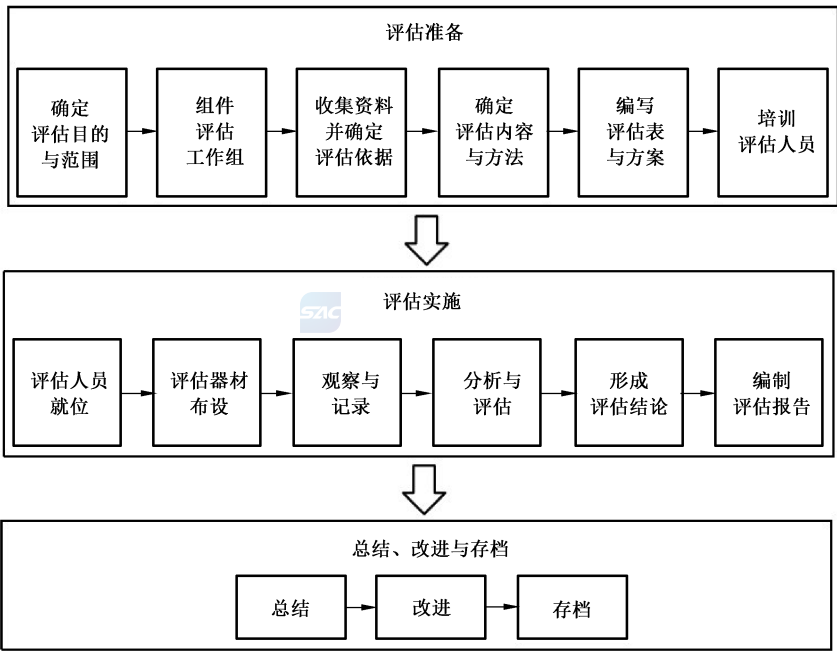 评估准备
确定
评估目的
与范围
组件
评估
工作组
收集资料
并确定
评估依据
确定
评估内容
与方法
编写
评估表
与方案
培训
评估人员
评估实施
SAC
评估人员
就位
评估器材
布设
观察与
记录
分析与
评估
形成
评估结论
编制
评估报告
总结、改进与存档
总结
改进
存档